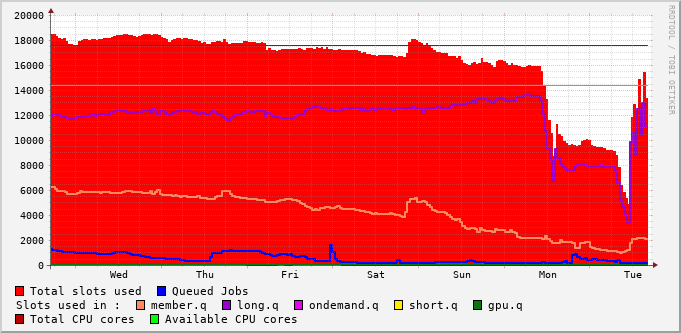 20000
18000
16000
14000
12000
10000
8000
6000
4000
2000
0
Wed Thu Fri Sat Sun Mon Tue
RRDTOOL / TOBI OETIKER
Total slots used Queued Jobs
Slots used in : member.q long.q ondemand.q short.q gpu.q
Total CPU cores Available CPU cores